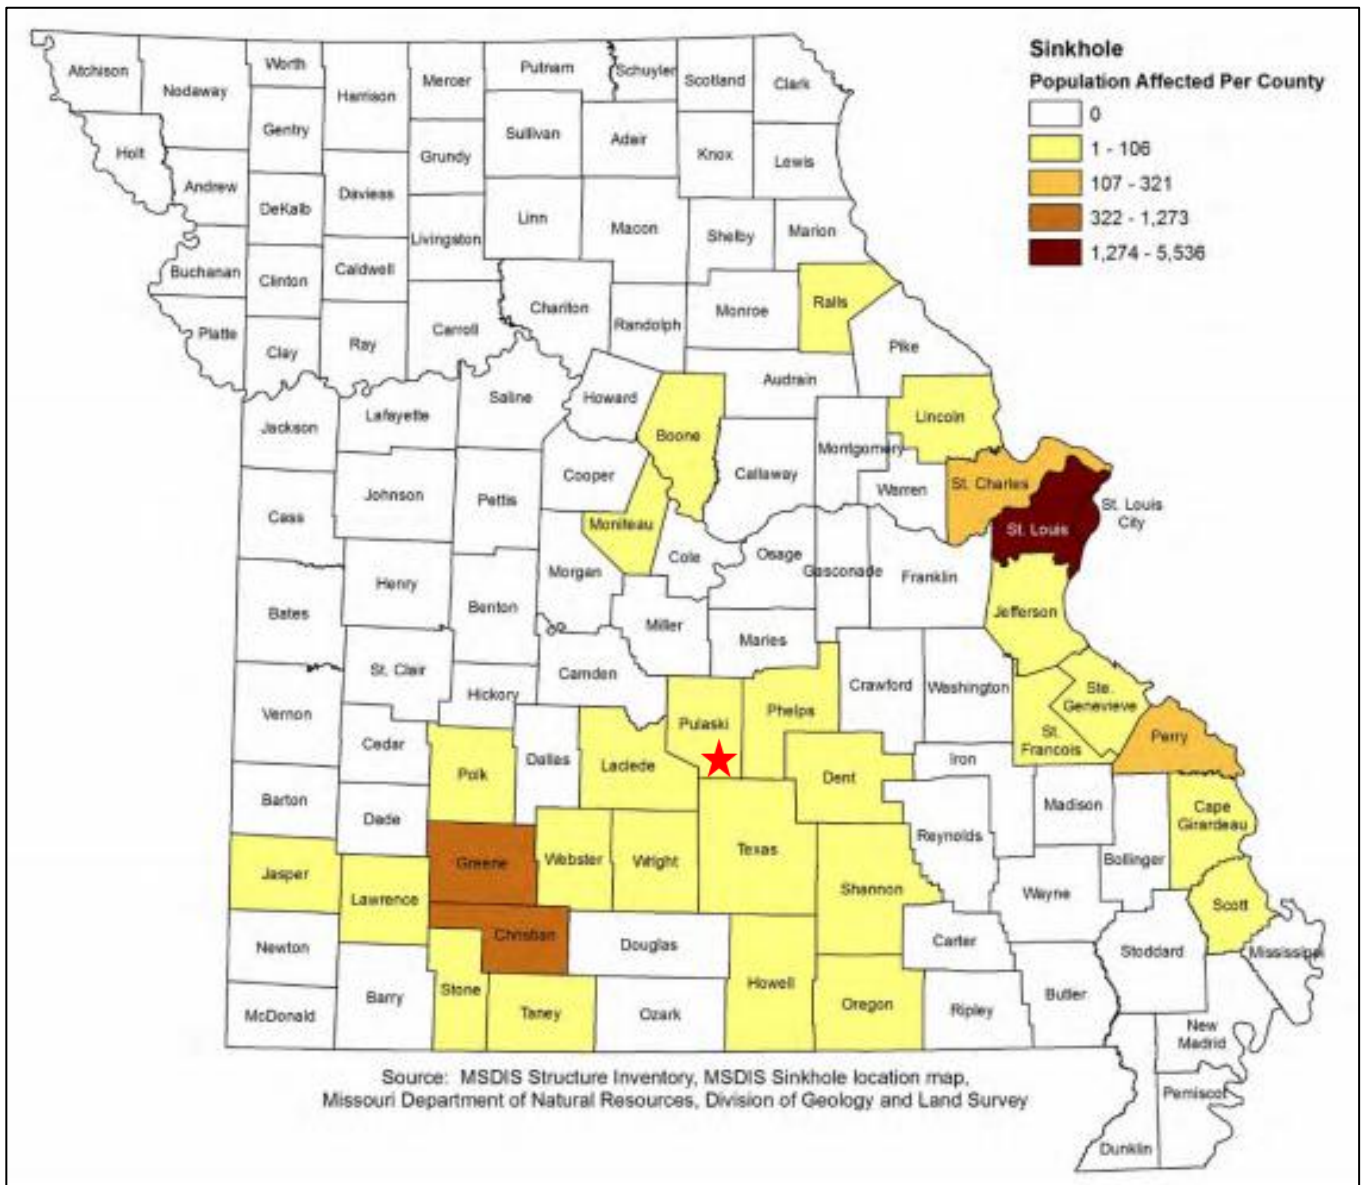 Sinkhole
Population Affected Per County
0
1 - 106
107 - 321
322 - 1,273
1,274 - 5,536
Atchison
Nodaway
Worth
Harrison
Mercer
Putnam
Schuyler
Scotland
Clark
Holt
Gentry
Grundy
Sullivan
Adair
Knox
Lewis
Andrew
DeKalb
Daviess
Linn
Macon
Shelby
Marion
Livingston
Buchanan
Clinton
Caldwell
Chariton
Randolph
Monroe
Ralls
Platte
Clay
Ray
Carroll
Pike
Audrain
Saline
Howard
Lincoln
Jackson
Lafayette
Boone
Montgomery
Callaway
Warren
St. Charles
Cooper
Johnson
Pettis
Cass
St. Louis
City
St. Louis
Moniteau
Cole
Osage
Gasconade
Franklin
Morgan
Henry
Benton
Bates
Miller
Maries
Jefferson
St. Clair
Camden
Hickory
Crawford
Washington
Ste.
Genevieve
Vernon
Pulaski
Phelps
St.
Francois
Perry
Cedar
Dallas
Laclede
Polk
Dent
Iron
Barton
Dade
Madison
Cape
Girardeau
Reynolds
Bollinger
Jasper
Greene
Webster
Wright
Texas
Shannon
Wayne
Lawrence
Scott
Newton
Christian
Douglas
Carter
Stoddard
Mississippi
McDonald
Barry
Stone
Taney
Ozark
Howell
Oregon
Ripley
Butler
New
Madrid
Pemiscot
Dunklin
Source: MSDIS Structure Inventory, MSDIS Sinkhole location map,
Missouri Department of Natural Resources, Division of Geology and Land Survey